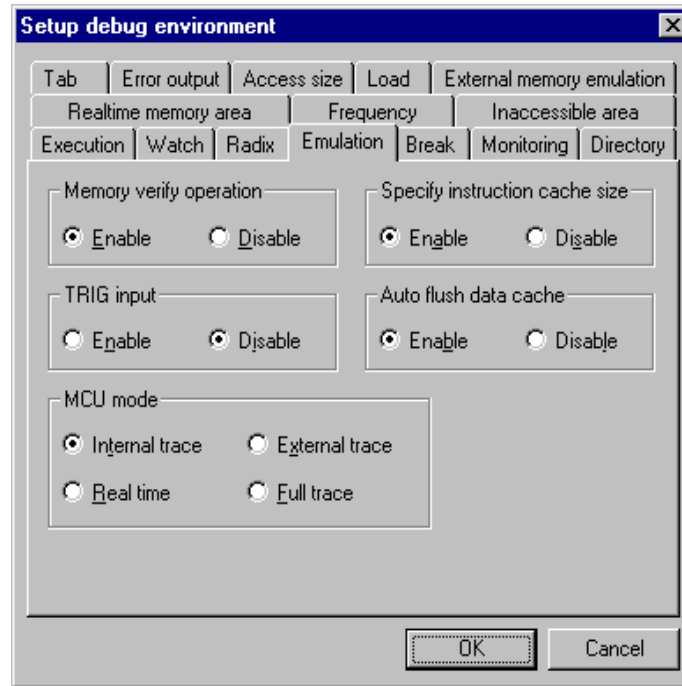 Setup debug environment
Tab Error output Access size Load External memory emulation
Realtime memory area Frequency Inaccessible area
Execution Watch Radix Emulation Break Monitoring Directory
Memory verify operation Specify instruction cache size
Enable Disable Enable Disable
TRIG input Auto flush data cache
Enable Disable Enable Disable
MCU mode
Internal trace External trace
Real time Full trace
OK Cancel